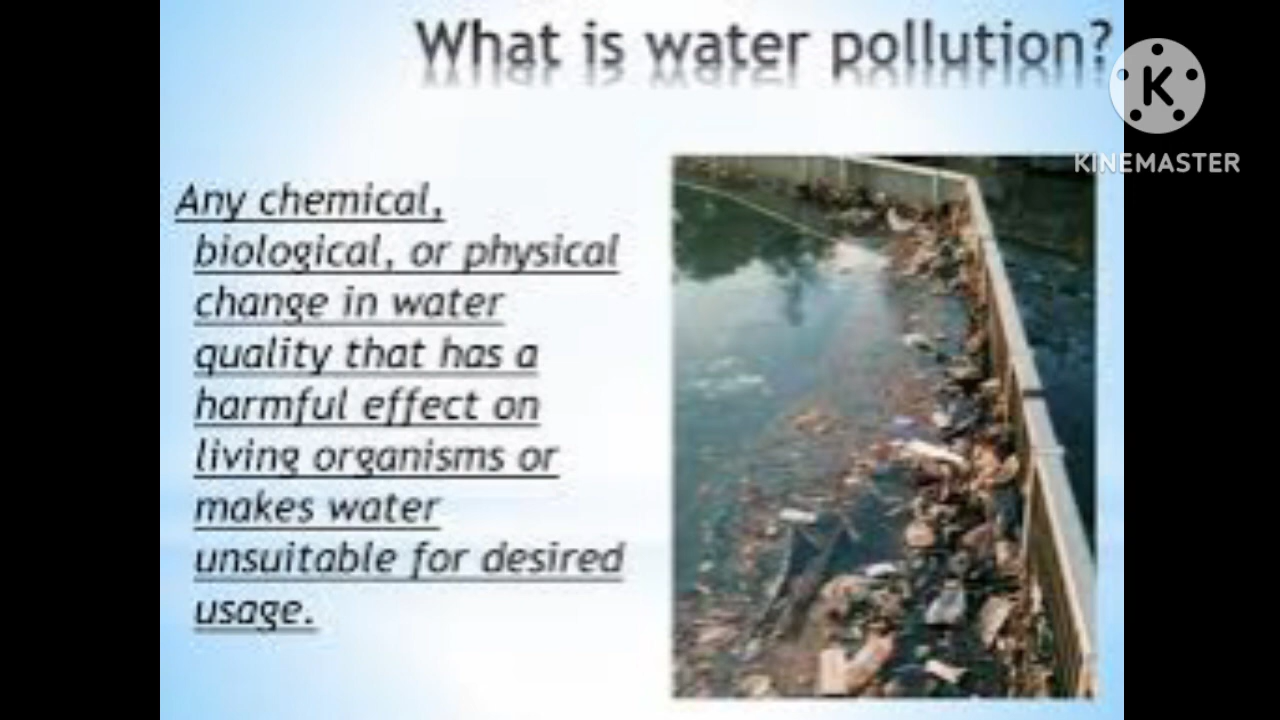 What is water pollution?
K
KINEMASTER
Any chemical,
biological, or physical
change in water
quality that has a
harmful effect on
living organisms or
makes water
unsuitable for desired
usage.